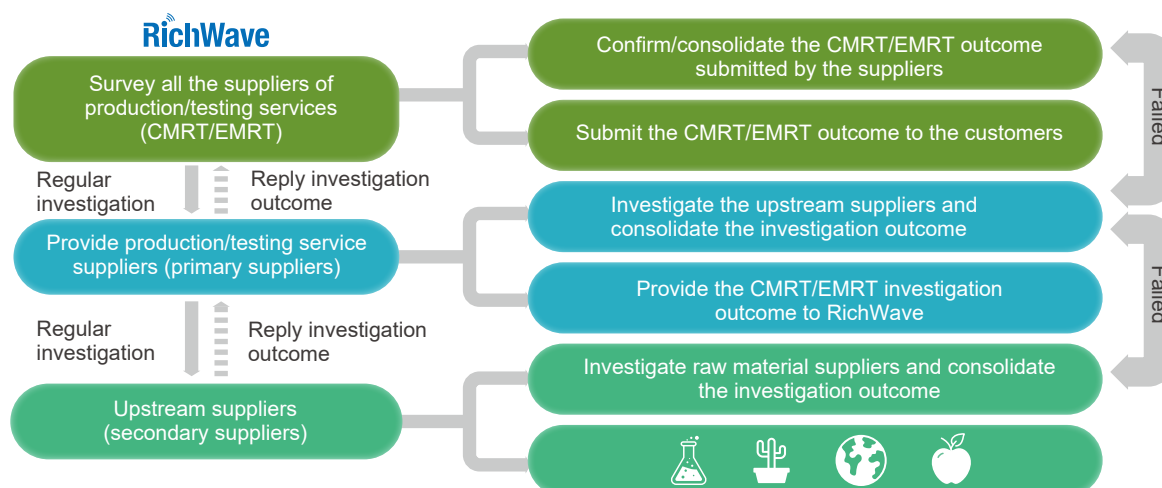 RichWave
Survey all the suppliers of
production/testing services
(CMRT/EMRT)
Confirm/consolidate the CMRT/EMRT outcome
submitted by the suppliers
Submit the CMRT/EMRT outcome to the customers
Failed
Regular
investigation
Reply investigation
outcome
Provide production/testing service
suppliers (primary suppliers)
Investigate the upstream suppliers and
consolidate the investigation outcome
Provide the CMRT/EMRT investigation
outcome to RichWave
Failed
Regular
investigation
Reply investigation
outcome
Upstream suppliers
(secondary suppliers)
Investigate raw material suppliers and consolidate
the investigation outcome